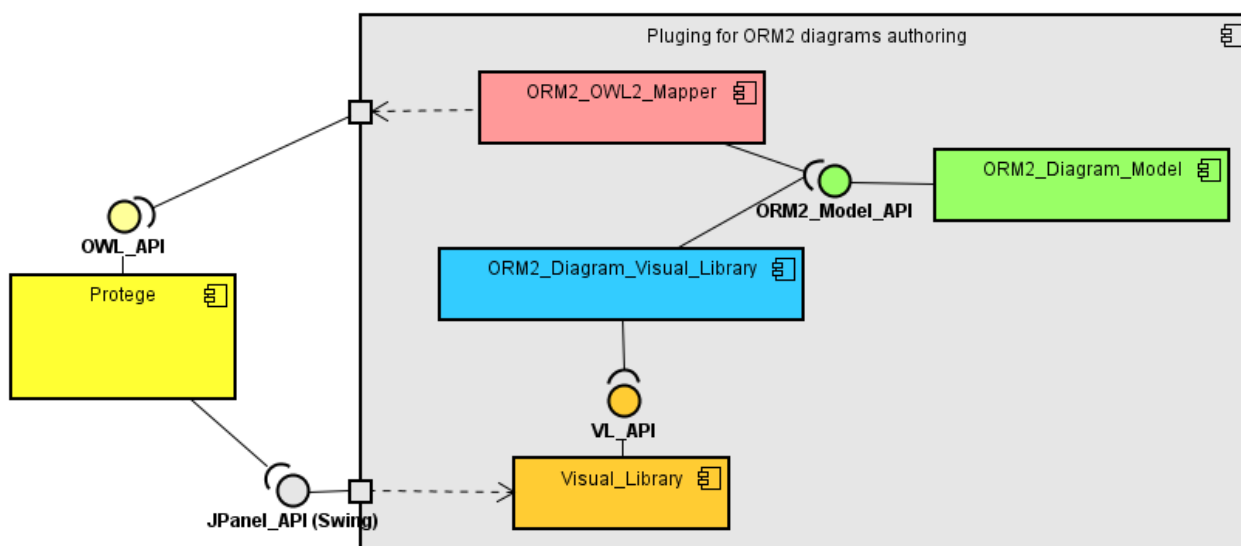 Pluging for ORM2 diagrams authoring
ORM2_OWL2_Mapper
ORM2_Diagram_Model
ORM2_Model_API
OWL_API
ORM2_Diagram_Visual_Library
Protege
VL_API
Visual_Library
JPanel_API (Swing)